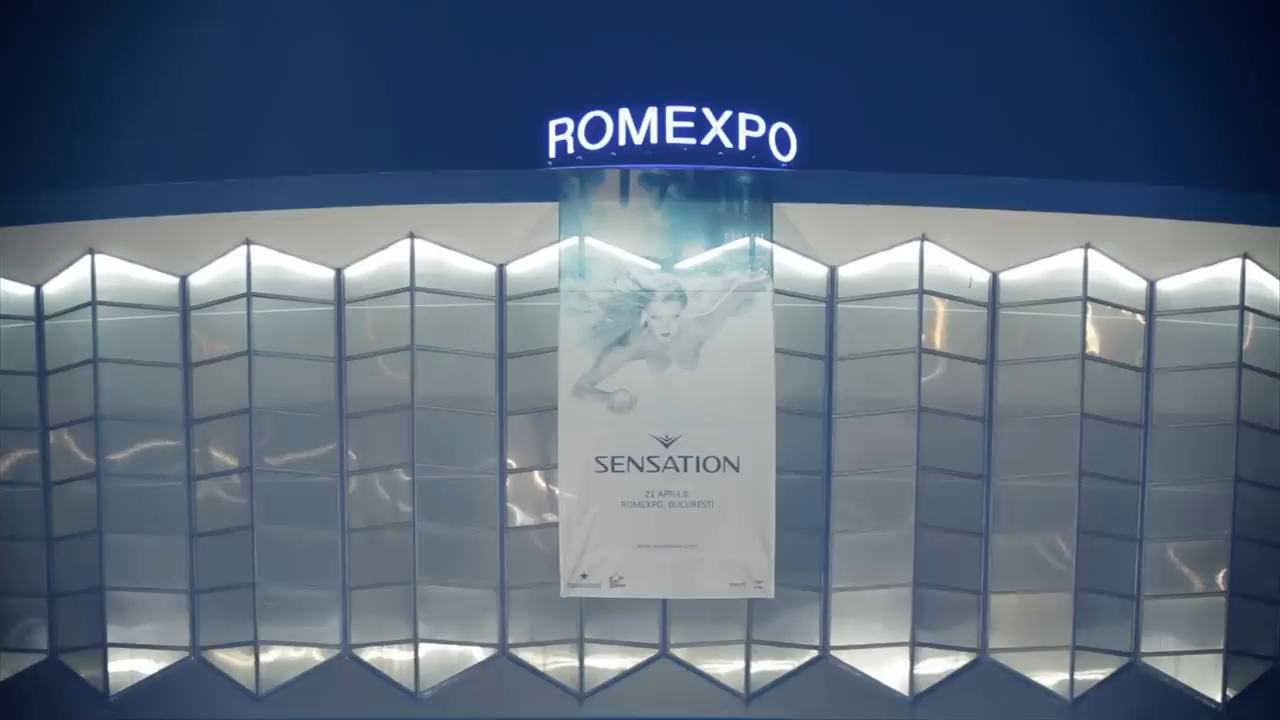 ROMEXPO
SENSATION
21 APRILIE
ROMEXPO, BUCURESTI